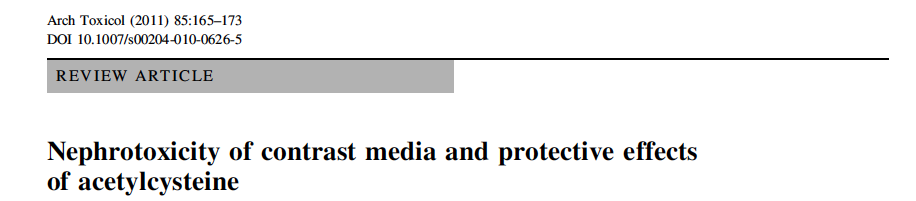 Arch Toxicol (2011) 85:165–173
DOI 10.1007/s00204-010-0626-5
REVIEW ARTICLE
Nephrotoxicity of contrast media and protective effects
of acetylcysteine